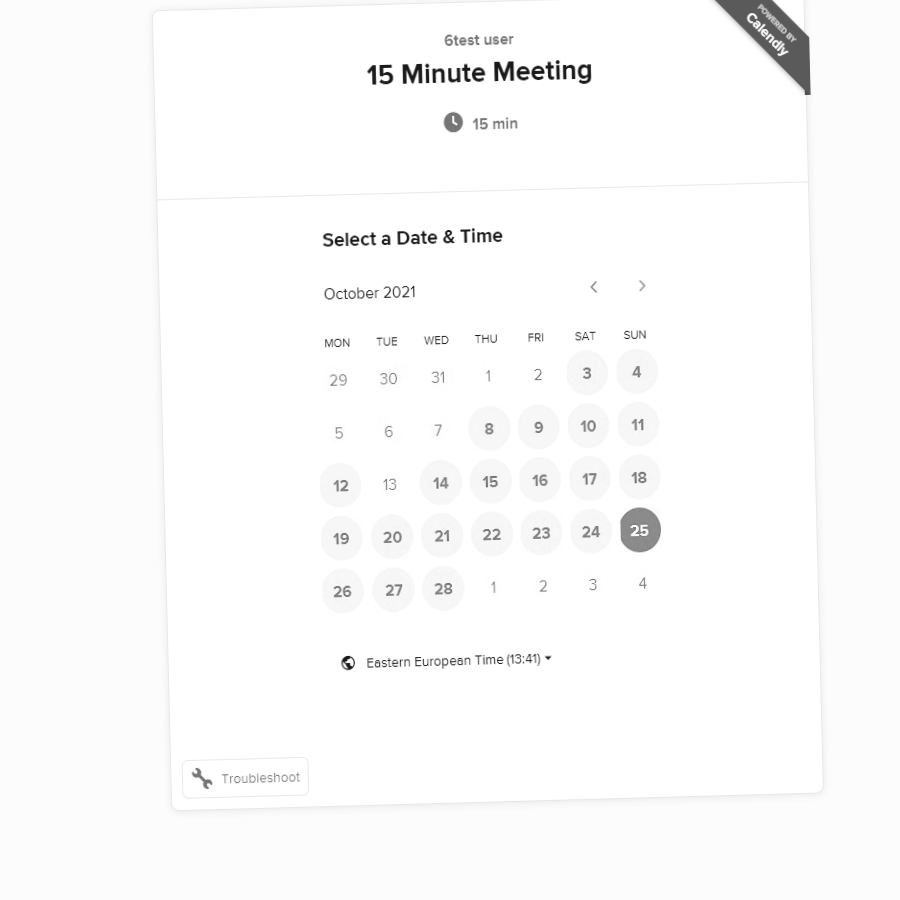 POWERED BY
Calendly
6test user
15 Minute Meeting
15 min
Select a Date & Time
October 2021
MON TUE WED THU FRI SAT SUN
29 30 31 1 2 3 4
5 6 7 8 9 10 11
12 13 14 15 16 17 18
19 20 21 22 23 24 25
26 27 28 1 2 3 4
Eastern European Time (13:41)
Troubleshoot